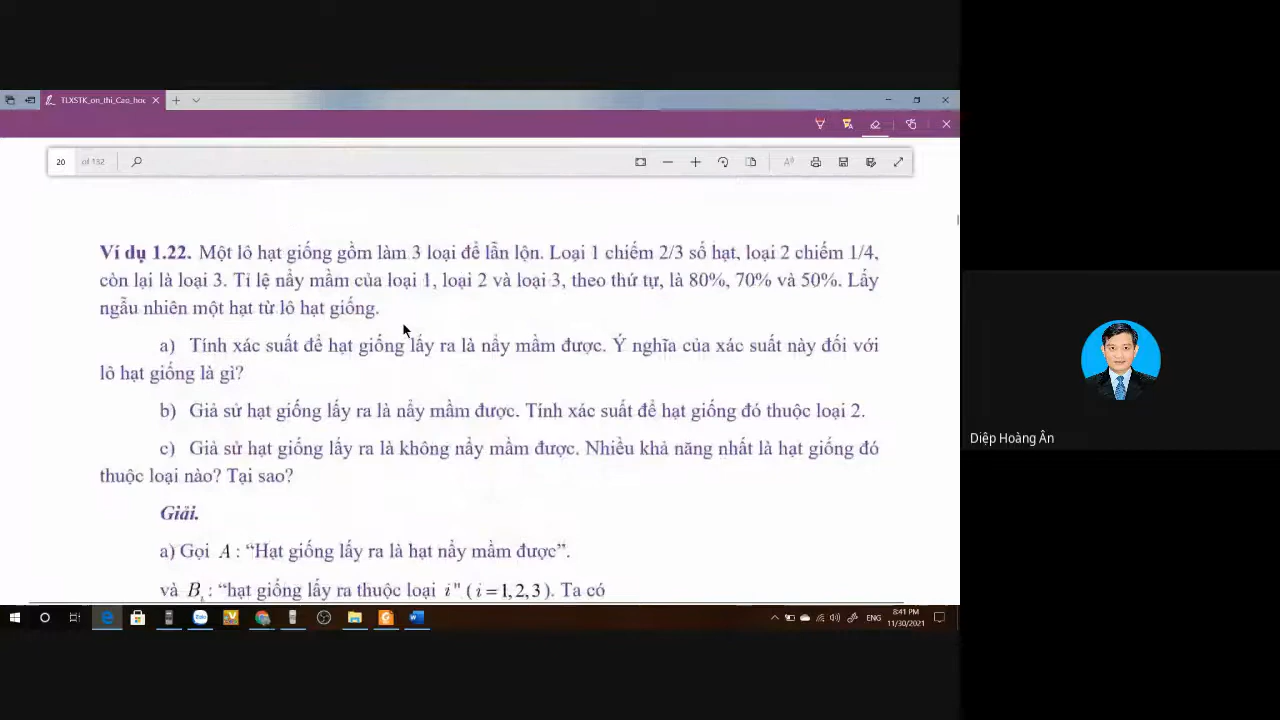 TLXSTK_on_thi_Cao_họ
20 of 132
Ví dụ 1.22. Một lô hạt giống gồm làm 3 loại để lẫn lộn. Loại 1 chiếm 2/3 số hạt, loại 2 chiếm 1/4,
còn lại là loại 3. Tỉ lệ nẩy mầm của loại 1, loại 2 và loại 3, theo thứ tự, là 80%, 70% và 50%. Lấy
ngẫu nhiên một hạt từ lô hạt giống.
a) Tính xác suất để hạt giống lấy ra là nẩy mầm được. Ý nghĩa của xác suất này đối với
lô hạt giống là gì?
b) Giả sử hạt giống lấy ra là nẩy mầm được. Tính xác suất để hạt giống đó thuộc loại 2.
c) Giả sử hạt giống lấy ra là không nẩy mầm được. Nhiều khả năng nhất là hạt giống đó
thuộc loại nào? Tại sao?
Giải.
a) Gọi A : “Hạt giống lấy ra là hạt nẩy mầm được”.
và Bᵢ : “hạt giống lấy ra thuộc loại i" ( i = 1, 2, 3 ). Ta có
Diệp Hoàng Ân
Zalo
ENG
8:41 PM
11/30/2021